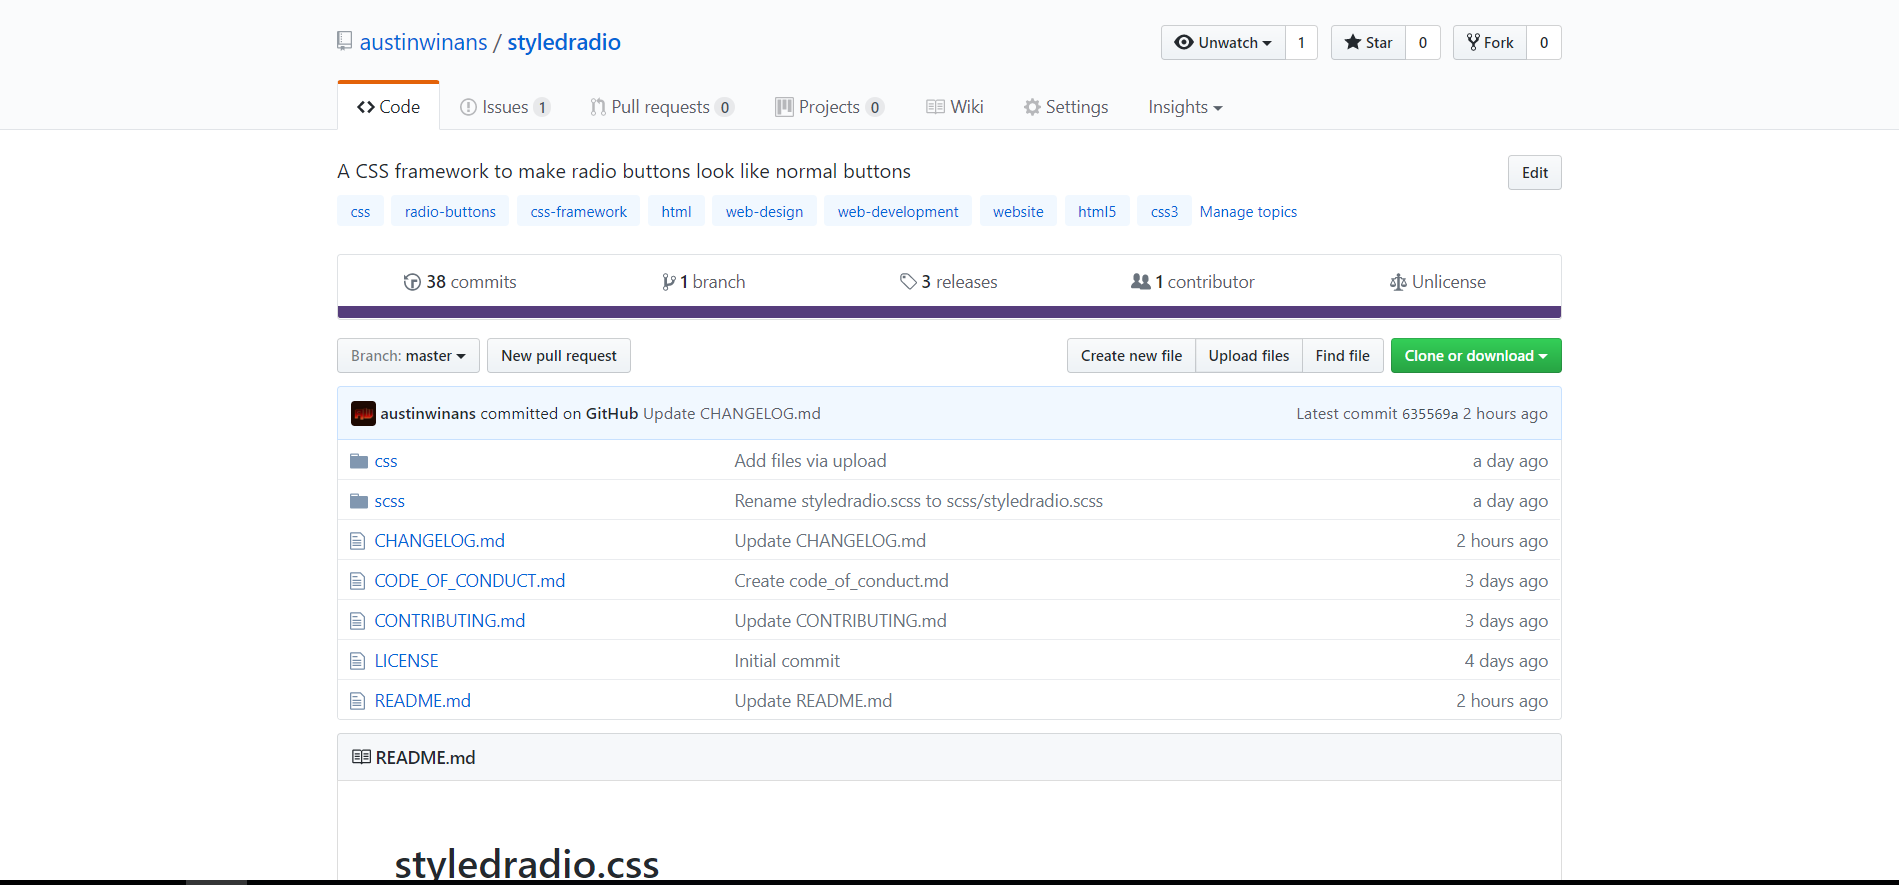 austinwinans / styledradio Unwatch 1 Star 0 Fork 0
Code Issues 1 Pull requests 0 Projects 0 Wiki Settings Insights
A CSS framework to make radio buttons look like normal buttons Edit
css radio-buttons css-framework html web-design web-development website html5 css3 Manage topics
38 commits 1 branch 3 releases 1 contributor Unlicense
Branch: master New pull request Create new file Upload files Find file Clone or download
austinwinans committed on GitHub Update CHANGELOG.md Latest commit 635569a 2 hours ago
css Add files via upload a day ago
scss Rename styledradio.scss to scss/styledradio.scss a day ago
CHANGELOG.md Update CHANGELOG.md 2 hours ago
CODE_OF_CONDUCT.md Create code_of_conduct.md 3 days ago
CONTRIBUTING.md Update CONTRIBUTING.md 3 days ago
LICENSE Initial commit 4 days ago
README.md Update README.md 2 hours ago
README.md
styledradio.css